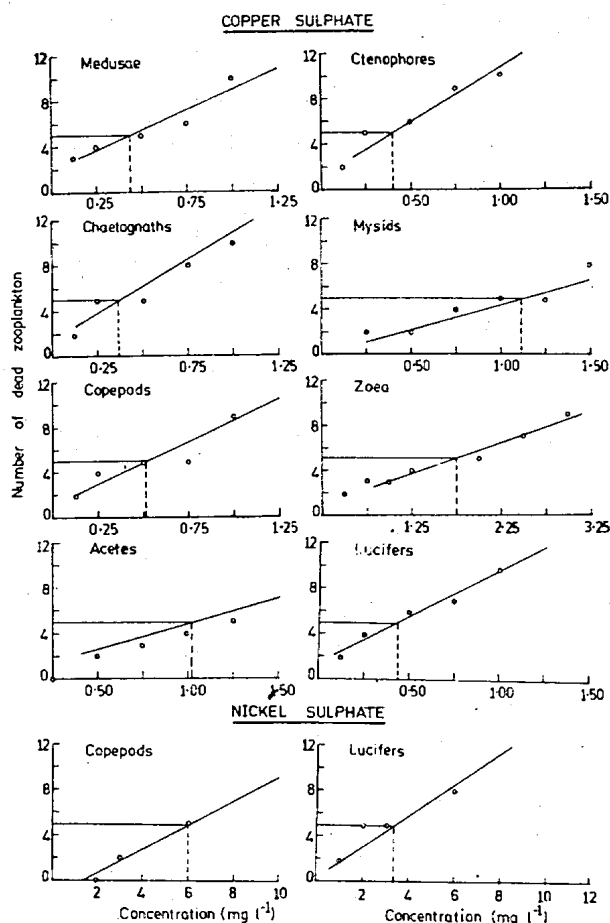 COPPER SULPHATE
Number of dead zooplankton
Medusae
12
8
4
0
0·25 0·75 1·25
Ctenophores
12
8
4
0
0·50 1·00 1·50
Chaetognaths
12
8
4
0
0·25 0·75 1·25
Mysids
12
8
4
0
0·50 1·00 1·50
Copepods
12
8
4
0
0·25 0·75 1·25
Zoea
12
8
4
0
1·25 2·25 3·25
Acetes
12
8
4
0
0·50 1·00 1·50
Lucifers
12
8
4
0
0·50 1·00 1·50
NICKEL SULPHATE
Copepods
12
8
4
0
2 4 6 8 10
Concentration (mg l⁻¹)
Lucifers
12
8
4
0
2 4 6 8 10 12
Concentration (mg l⁻¹)